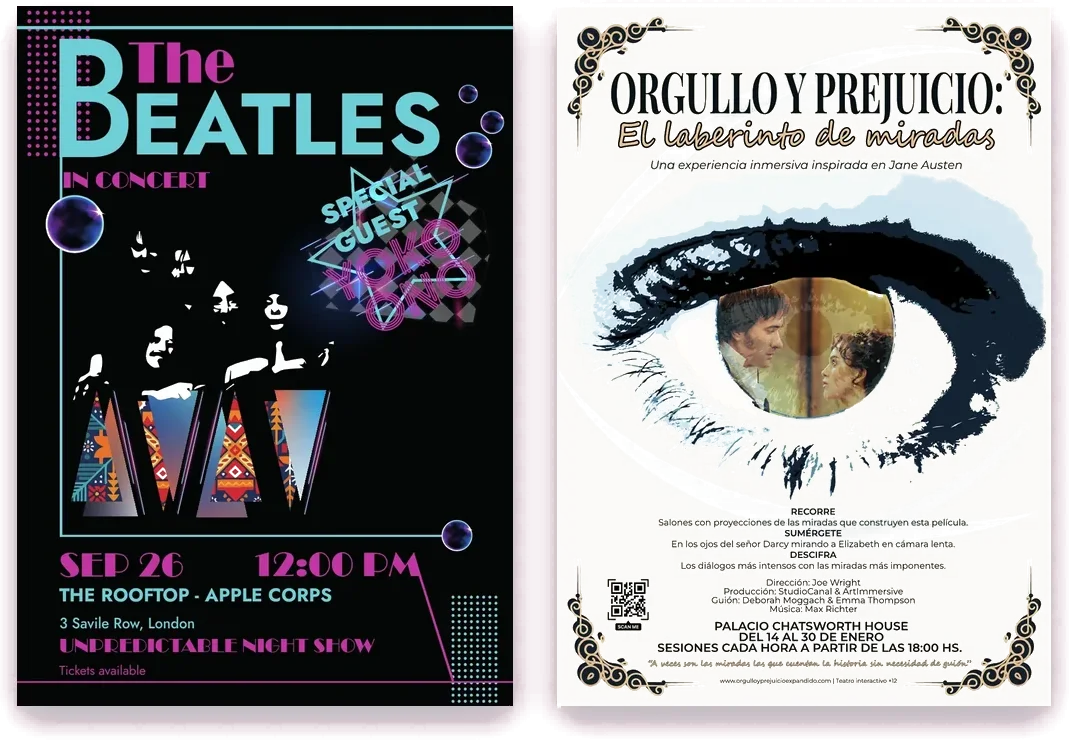 The
BEATLES
IN CONCERT
SPECIAL
GUEST
YOKO
ONO
SEP 26 12:00 PM
THE ROOFTOP - APPLE CORPS
3 Savile Row, London
UNPREDICTABLE NIGHT SHOW
Tickets available
ORGULLO Y PREJUICIO:
El laberinto de miradas
Una experiencia inmersiva inspirada en Jane Austen
RECORRE
Salones con proyecciones de las miradas que construyen esta película.
SUMÉRGETE
En los ojos del señor Darcy mirando a Elizabeth en cámara lenta.
DESCIFRA
Los diálogos más intensos con las miradas más imponentes.
Dirección: Joe Wright
Producción: StudioCanal & ArtImmersive
Guión: Deborah Moggach & Emma Thompson
Música: Max Richter
SCAN ME
PALACIO CHATSWORTH HOUSE
DEL 14 AL 30 DE ENERO
SESIONES CADA HORA A PARTIR DE LAS 18:00 HS.
"A veces son las miradas las que cuentan la historia sin necesidad de guión."
www.orgulloyprejuicioexpandido.com | Teatro interactivo +12